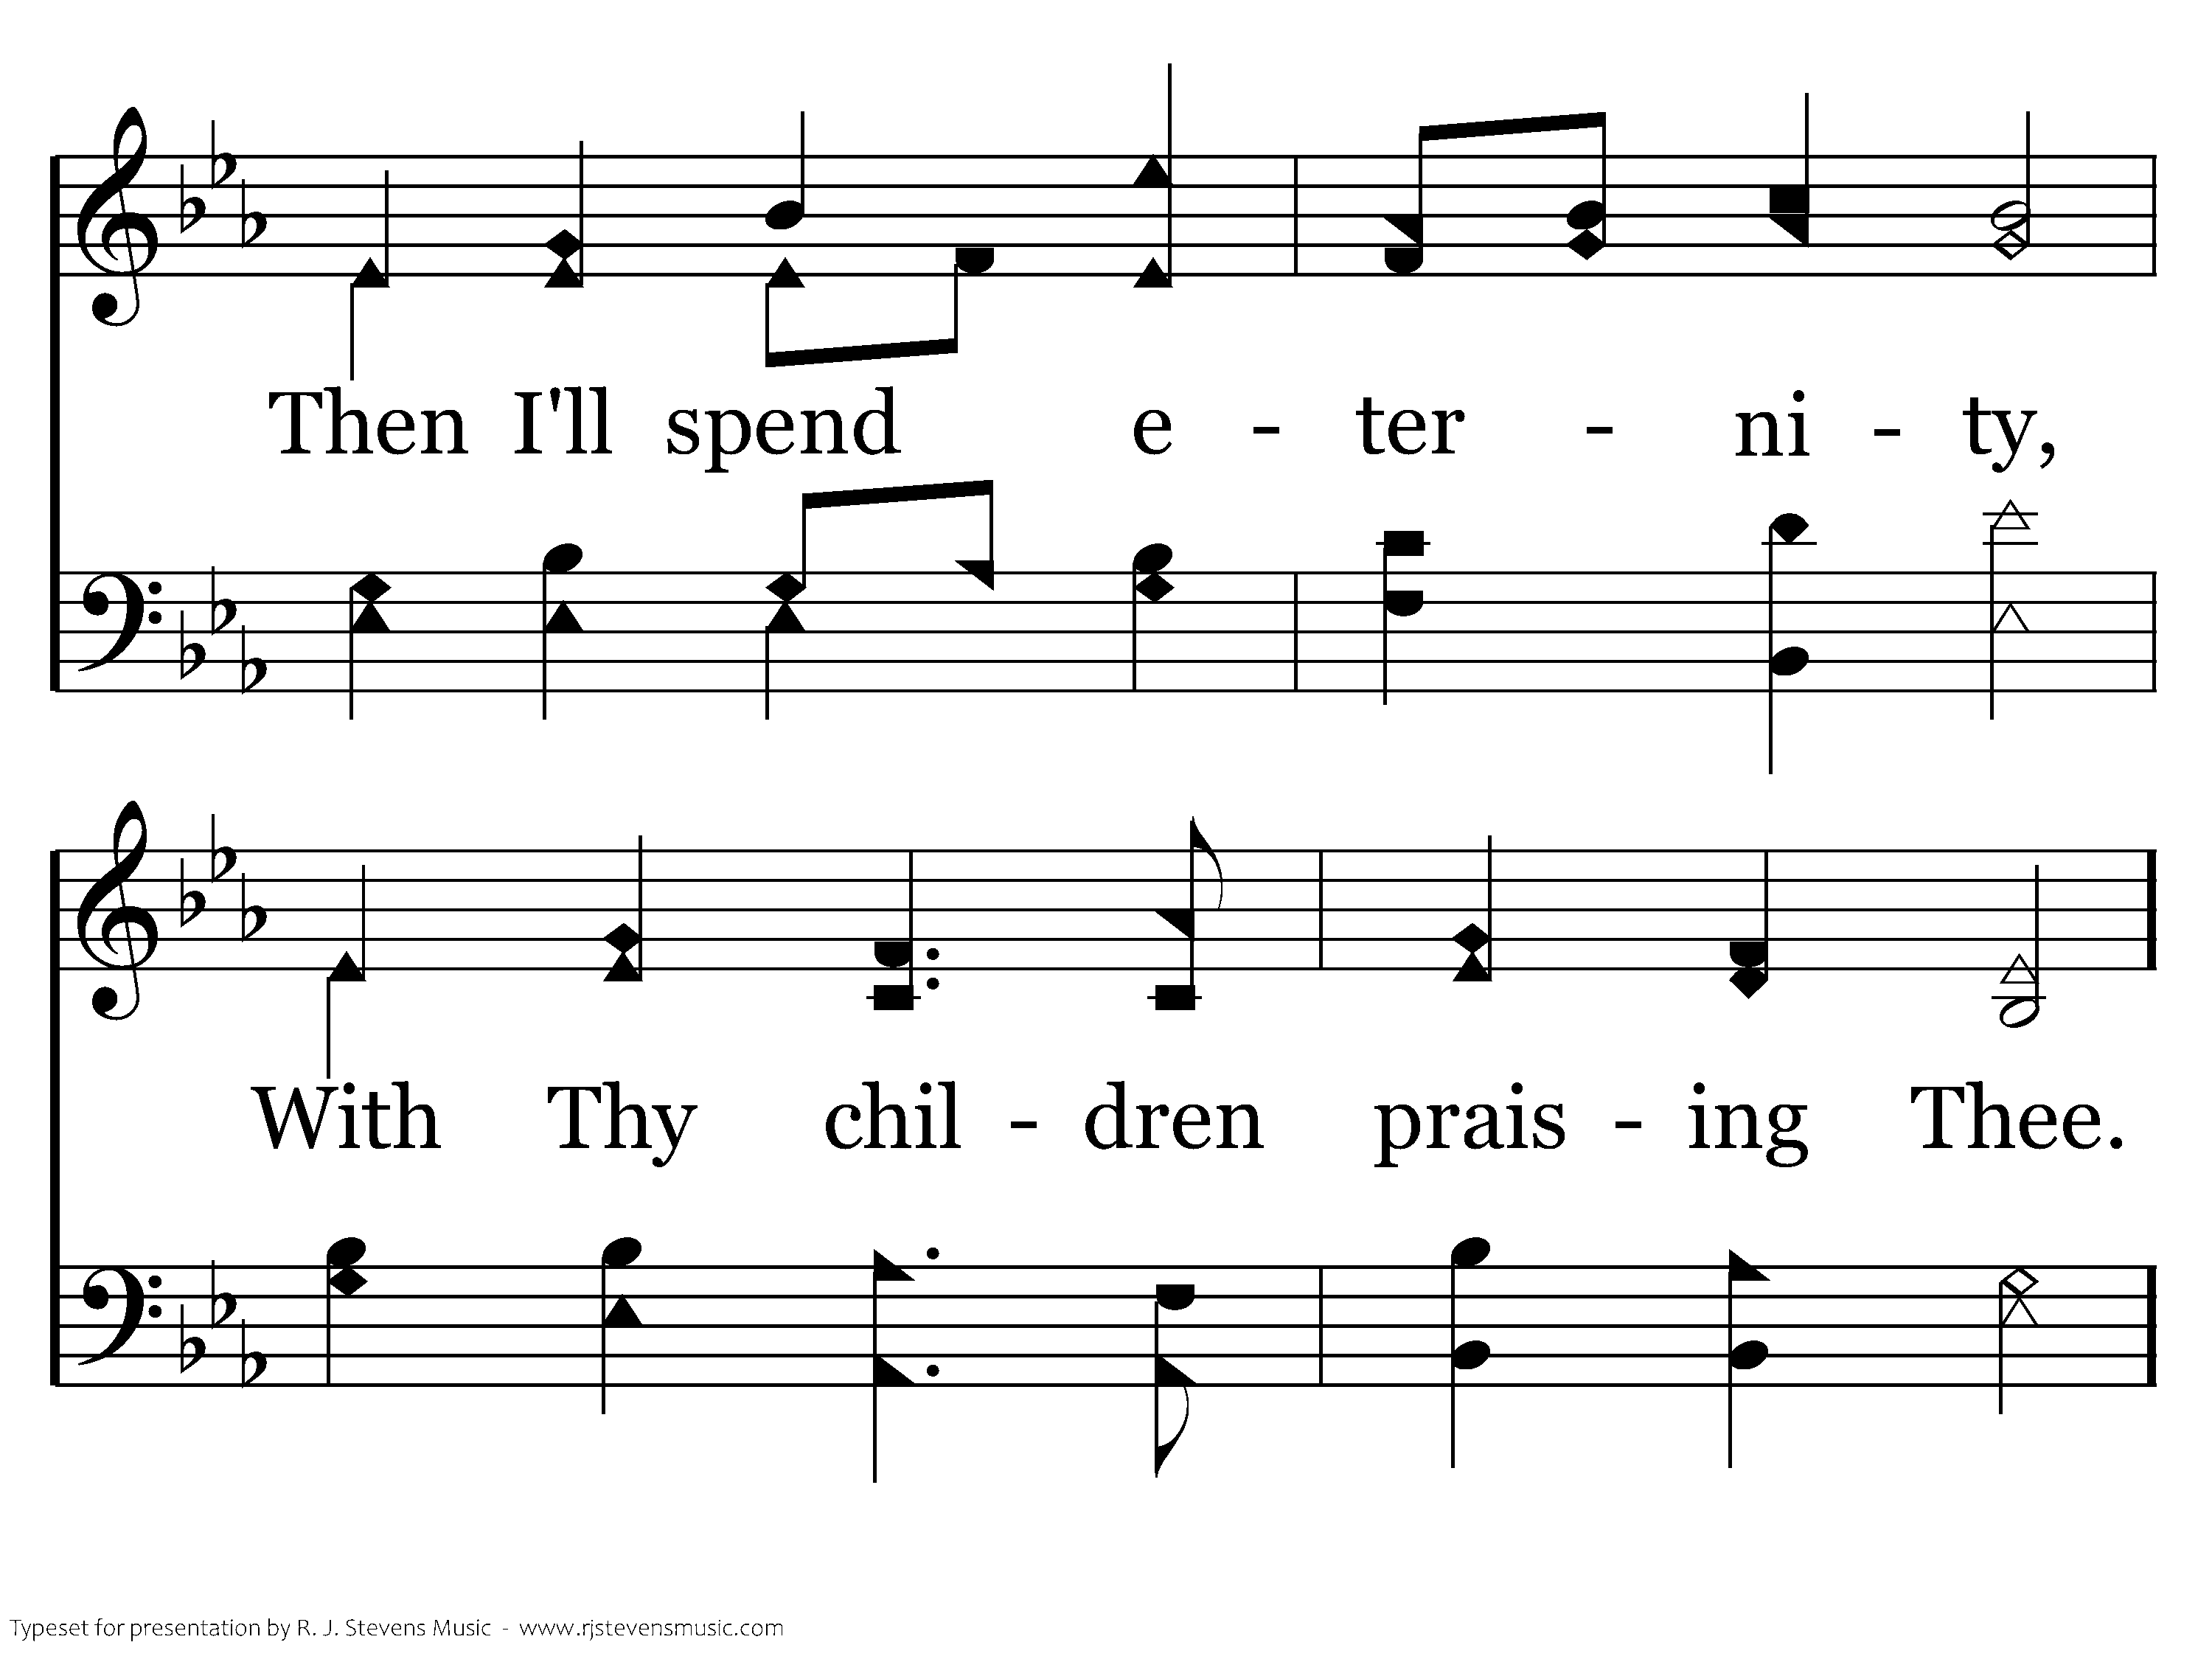 Then I'll spend e - ter - ni - ty,
With Thy chil - dren prais - ing Thee.
Typeset for presentation by R. J. Stevens Music - www.rjstevensmusic.com